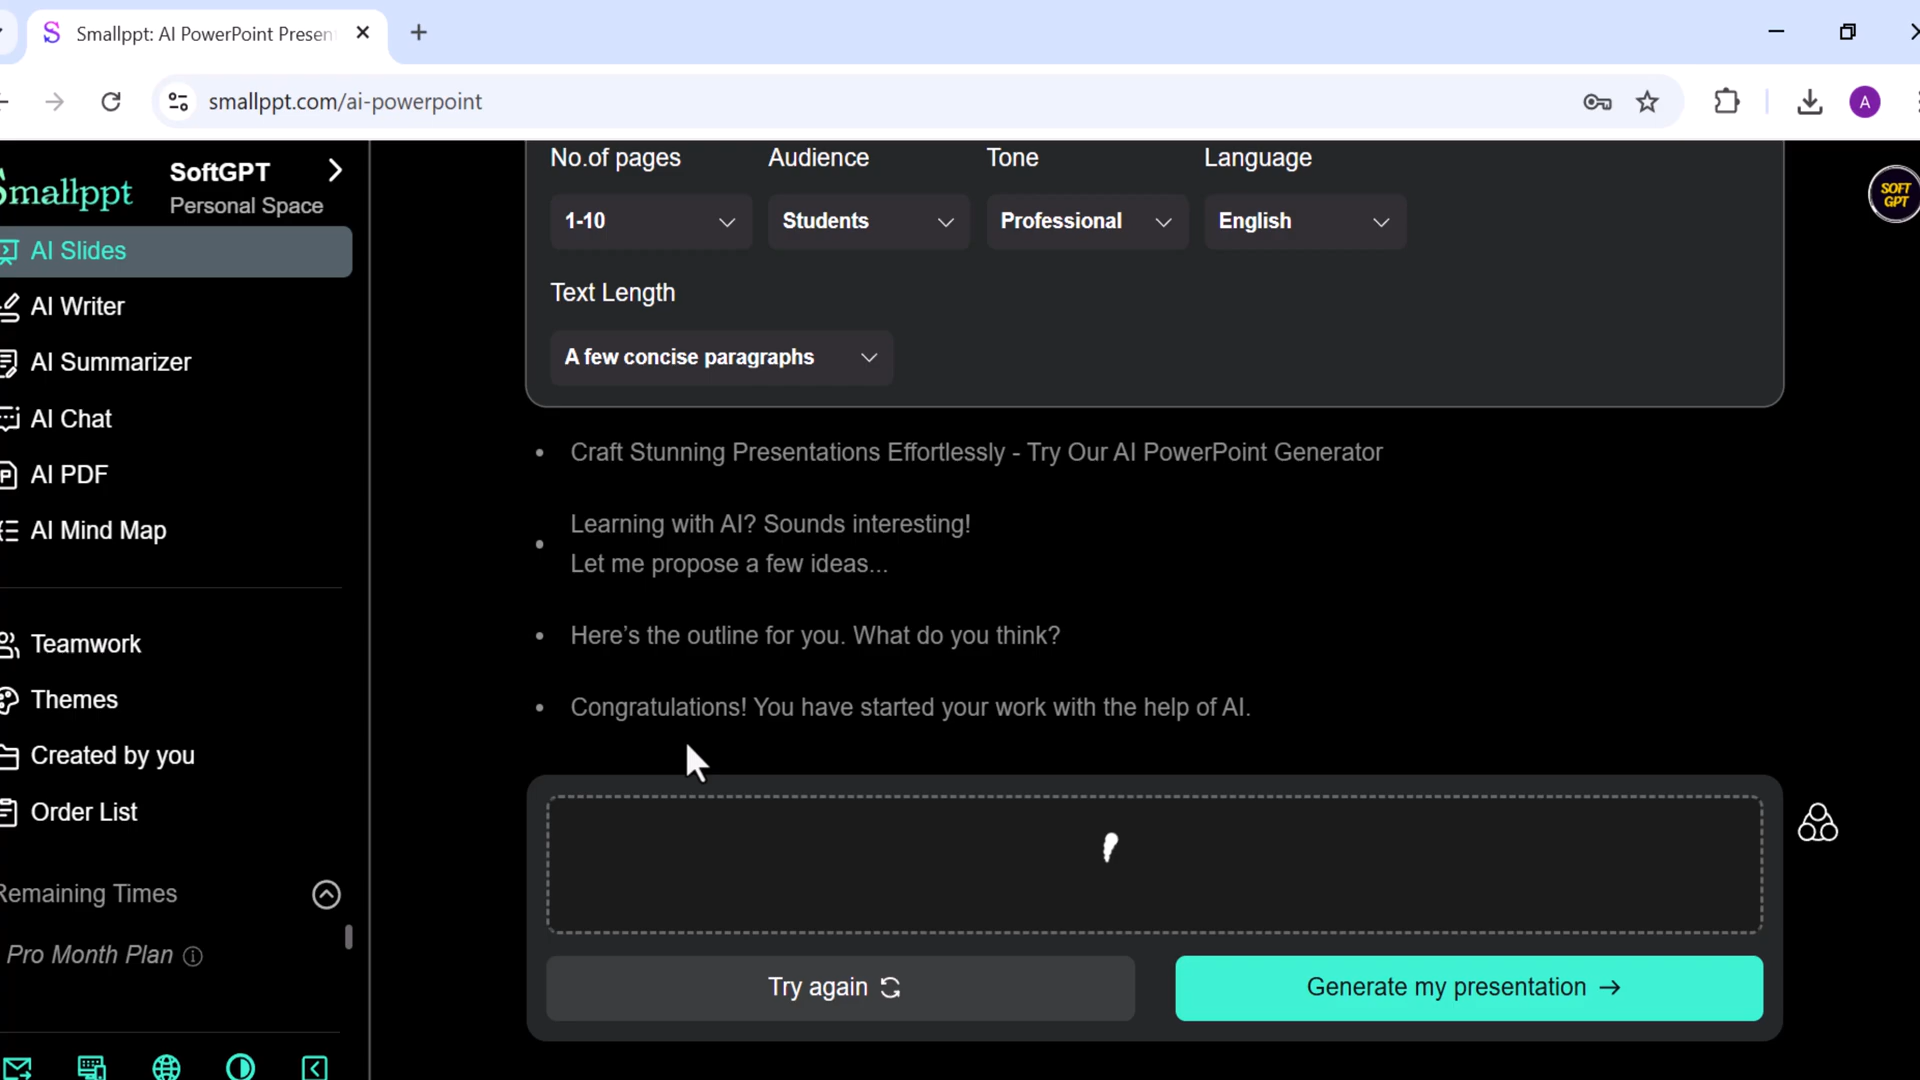 Smallppt: AI PowerPoint Presen
smallppt.com/ai-powerpoint
A
Smallppt
SoftGPT
Personal Space
AI Slides
AI Writer
AI Summarizer
AI Chat
AI PDF
AI Mind Map
Teamwork
Themes
Created by you
Order List
Remaining Times
Pro Month Plan
No.of pages Audience Tone Language
1-10 Students Professional English
Text Length
A few concise paragraphs
SOFT
GPT
Craft Stunning Presentations Effortlessly - Try Our AI PowerPoint Generator
Learning with AI? Sounds interesting!
Let me propose a few ideas...
Here’s the outline for you. What do you think?
Congratulations! You have started your work with the help of AI.
Try again
Generate my presentation →